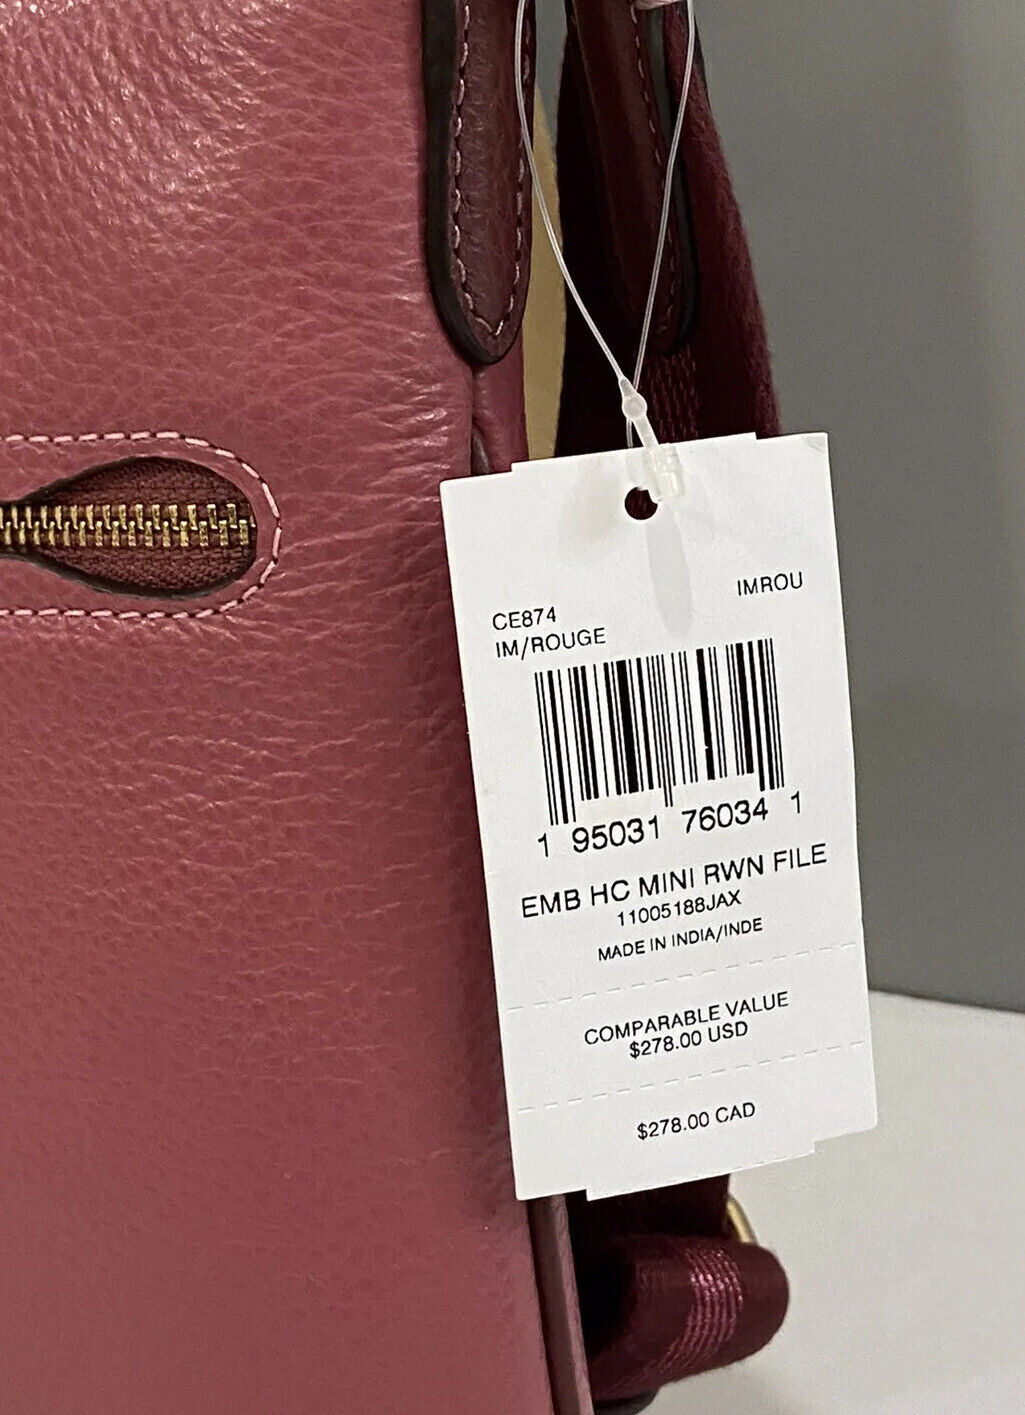 IMROU
CE874
IM/ROUGE
1 95031 76034 1
EMB HC MINI RWN FILE
11005188JAX
MADE IN INDIA/INDE
COMPARABLE VALUE
$278.00 USD
$278.00 CAD